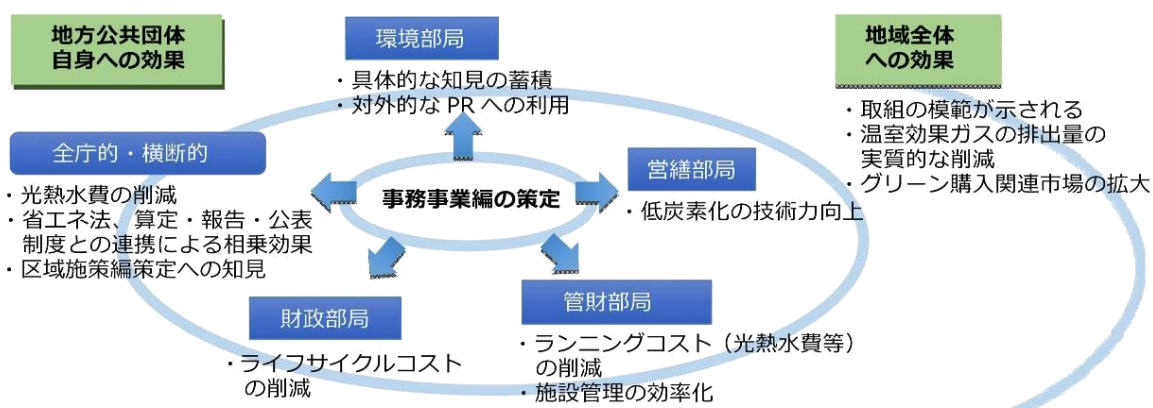 地方公共団体
自身への効果
環境部局
・具体的な知見の蓄積
・対外的な PR への利用
地域全体
への効果
・取組の模範が示される
・温室効果ガスの排出量の
実質的な削減
・グリーン購入関連市場の拡大
全庁的・横断的
・光熱水費の削減
・省エネ法、算定・報告・公表
制度との連携による相乗効果
・区域施策編策定への知見
事務事業編の策定
営繕部局
・低炭素化の技術力向上
財政部局
・ライフサイクルコスト
の削減
管財部局
・ランニングコスト（光熱水費等）
の削減
・施設管理の効率化